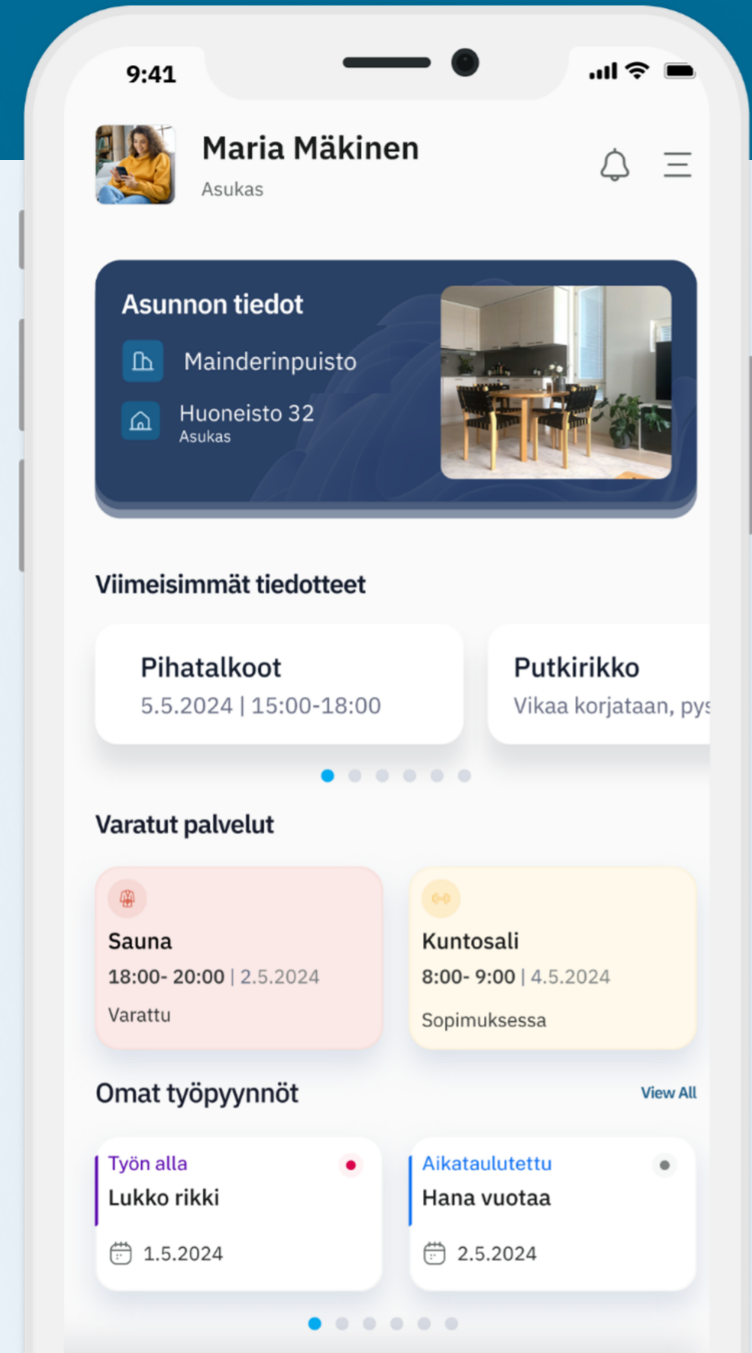 9:41
Maria Mäkinen
Asukas
Asunnon tiedot
Mainderinpuisto
Huoneisto 32
Asukas
Viimeisimmät tiedotteet
Pihatalkoot
5.5.2024 | 15:00-18:00
Putkirikko
Vikaa korjataan,
Varatut palvelut
Sauna
18:00- 20:00 | 2.5.2024
Varattu
Kuntosali
8:00- 9:00 | 4.5.2024
Sopimuksessa
Omat työpyynnöt
View All
Työn alla
Lukko rikki
1.5.2024
Aikataulutettu
Hana vuotaa
2.5.2024